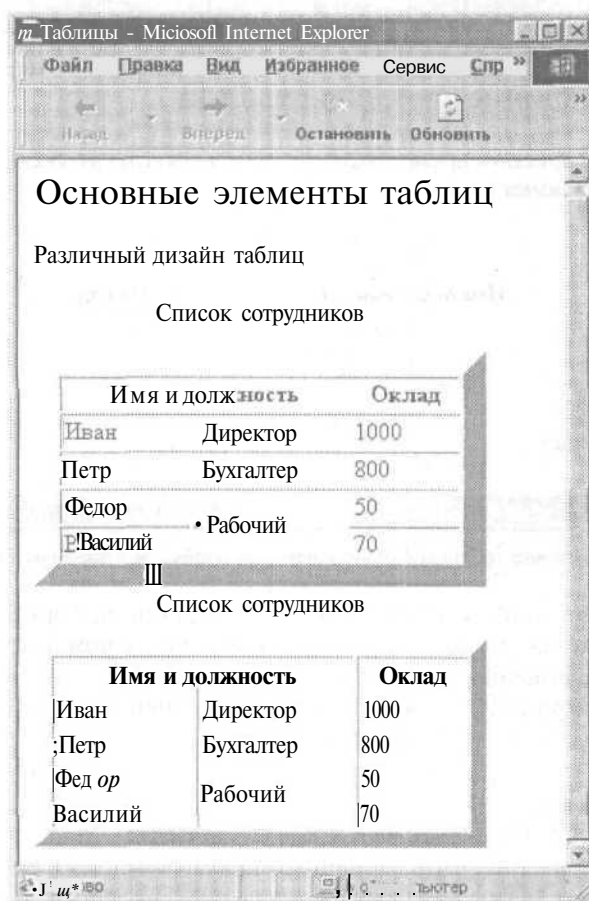 Таблицы - Miciosofl Internet Explorer
Файл Правка Вид Избранное Сервис Спр »
Назад Вперед Остановить Обновить »
Основные элементы таблиц
Различный дизайн таблиц
Список сотрудников
Имя и должность Оклад
Иван Директор 1000
Петр Бухгалтер 800
Федор Рабочий 50
Василий 70
Список сотрудников
Имя и должность Оклад
Иван Директор 1000
Петр Бухгалтер 800
Федор Рабочий 50
Василий 70